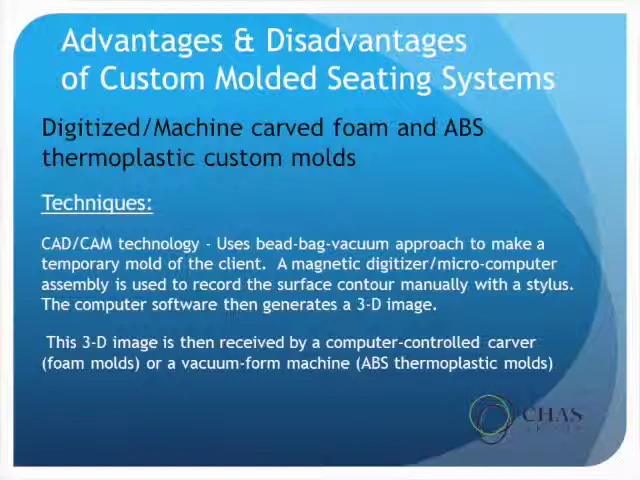 Advantages & Disadvantages
of Custom Molded Seating Systems
Digitized/Machine carved foam and ABS
thermoplastic custom molds
Techniques:
CAD/CAM technology - Uses bead-bag-vacuum approach to make a
temporary mold of the client. A magnetic digitizer/micro-computer
assembly is used to record the surface contour manually with a stylus.
The computer software then generates a 3-D image.
This 3-D image is then received by a computer-controlled carver
(foam molds) or a vacuum-form machine (ABS thermoplastic molds)
CHAS